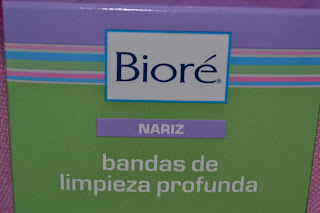 Bioré®
NARIZ
bandas de
limpieza profunda